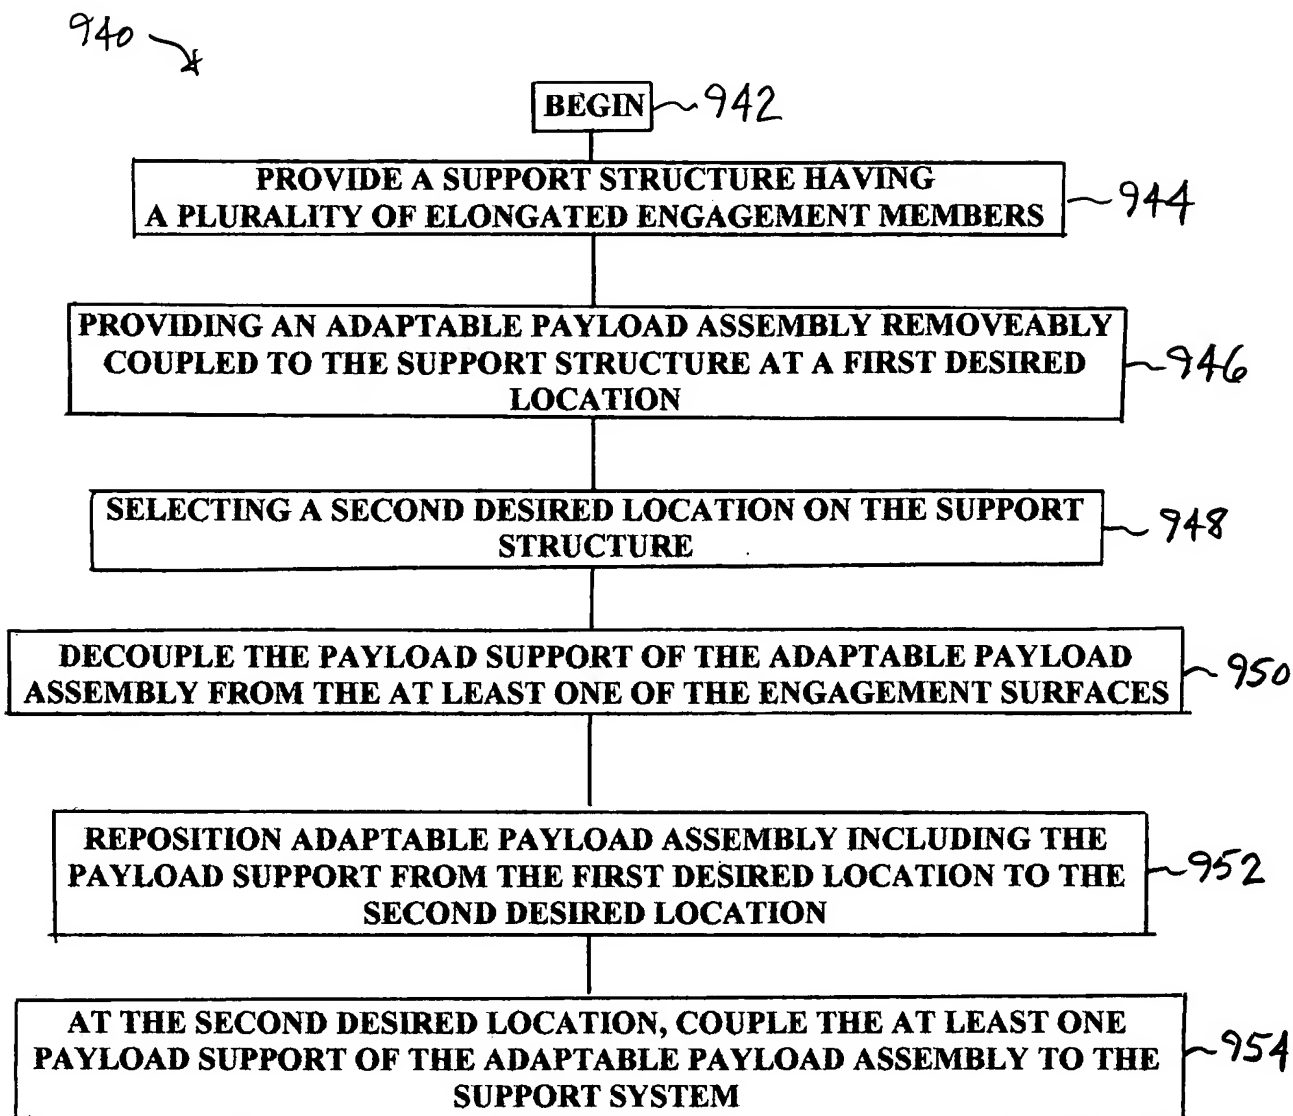 940
BEGIN 942
PROVIDE A SUPPORT STRUCTURE HAVING
A PLURALITY OF ELONGATED ENGAGEMENT MEMBERS
944
PROVIDING AN ADAPTABLE PAYLOAD ASSEMBLY REMOVEABLY
COUPLED TO THE SUPPORT STRUCTURE AT A FIRST DESIRED
LOCATION
946
SELECTING A SECOND DESIRED LOCATION ON THE SUPPORT
STRUCTURE
948
DECOUPLE THE PAYLOAD SUPPORT OF THE ADAPTABLE PAYLOAD
ASSEMBLY FROM THE AT LEAST ONE OF THE ENGAGEMENT SURFACES
950
REPOSITION ADAPTABLE PAYLOAD ASSEMBLY INCLUDING THE
PAYLOAD SUPPORT FROM THE FIRST DESIRED LOCATION TO THE
SECOND DESIRED LOCATION
952
AT THE SECOND DESIRED LOCATION, COUPLE THE AT LEAST ONE
PAYLOAD SUPPORT OF THE ADAPTABLE PAYLOAD ASSEMBLY TO THE
SUPPORT SYSTEM
954